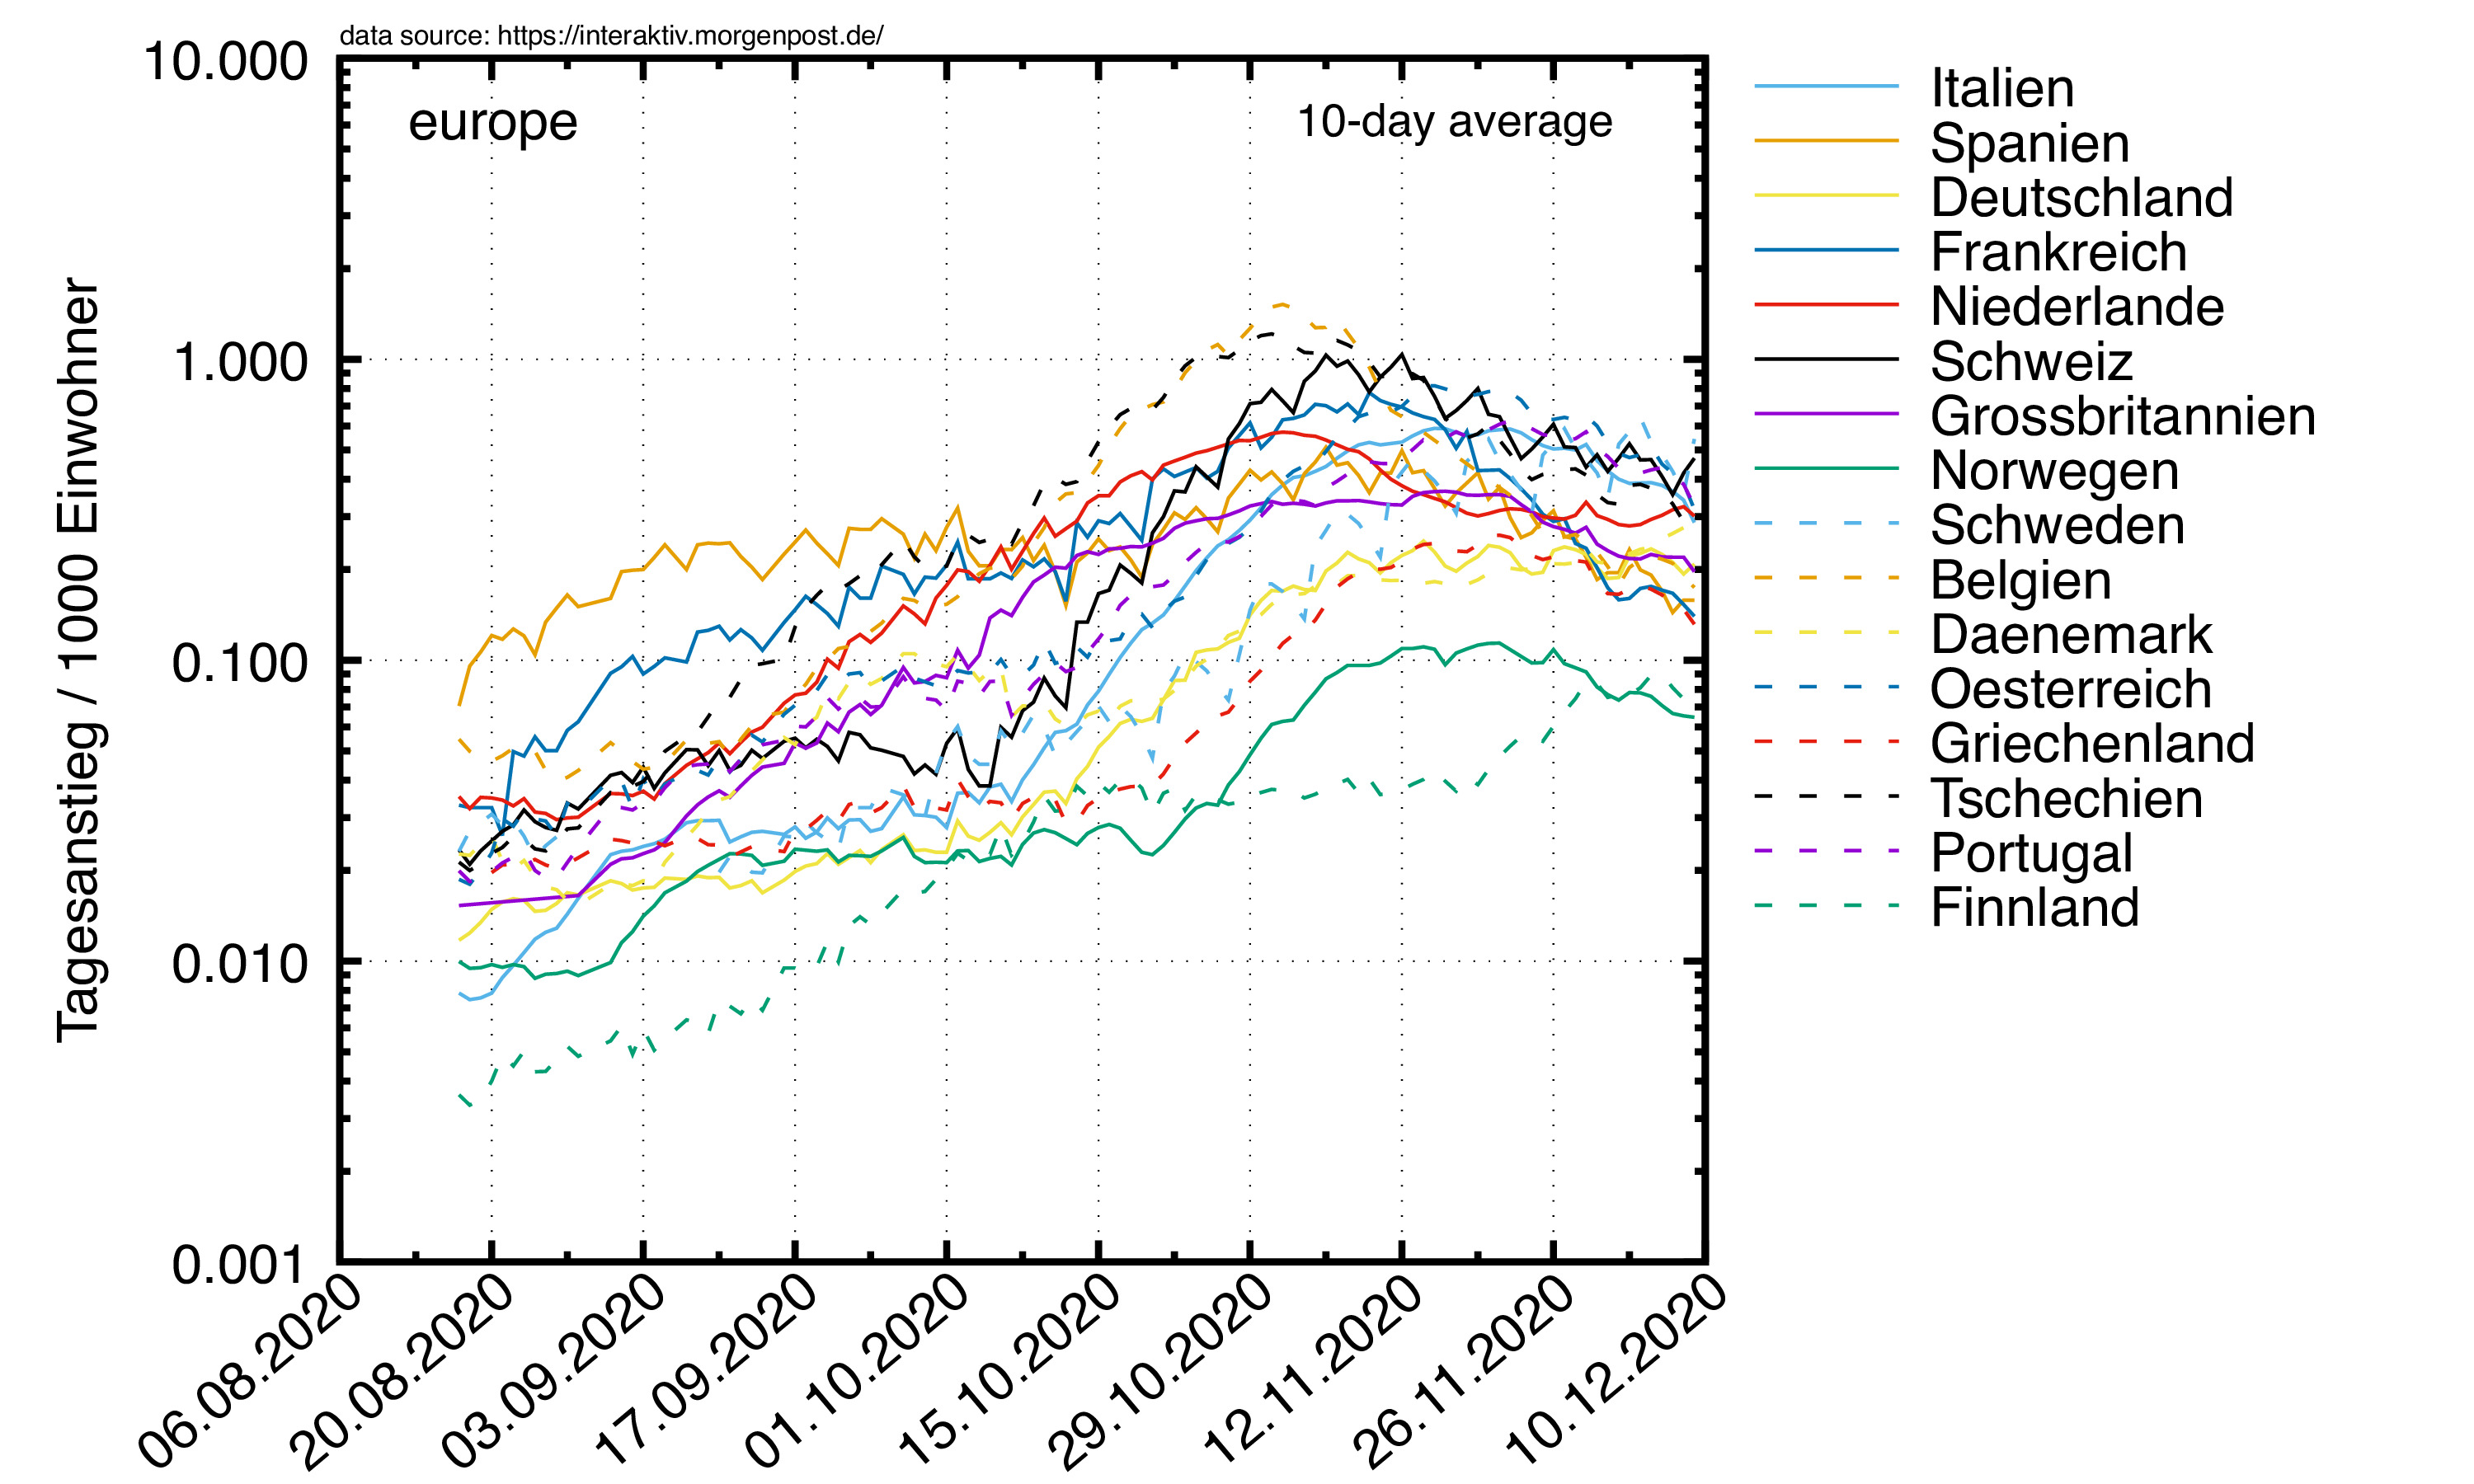 data source: https://interaktiv.morgenpost.de/
europe
10-day average
Tagesanstieg / 1000 Einwohner
10.000
1.000
0.100
0.010
0.001
06.08.2020
20.08.2020
03.09.2020
17.09.2020
01.10.2020
15.10.2020
29.10.2020
12.11.2020
26.11.2020
10.12.2020
Italien
Spanien
Deutschland
Frankreich
Niederlande
Schweiz
Grossbritannien
Norwegen
Schweden
Belgien
Daenemark
Oesterreich
Griechenland
Tschechien
Portugal
Finnland